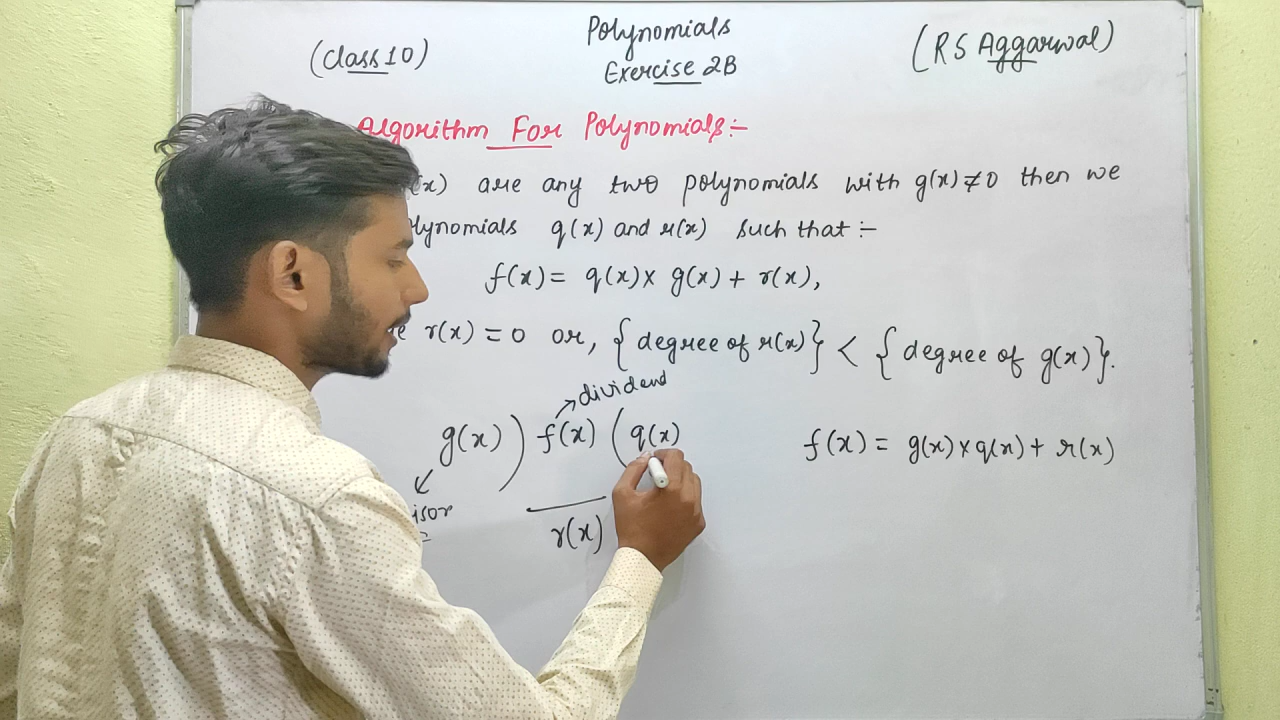 (Class 10)
Polynomials
Exercise 2B
(RS Aggarwal)
Algorithm For Polynomials:-
(x) are any two polynomials with g(x)≠0 then we
lynomials q(x) and r(x) such that :-
f(x)= q(x)× g(x) + r(x),
r(x) = 0 or, {degree of r(x)} < {degree of g(x)}.
dividend
g(x) ) f(x) ( q(x)
f(x) = g(x)×q(x) + r(x)
isor
r(x)